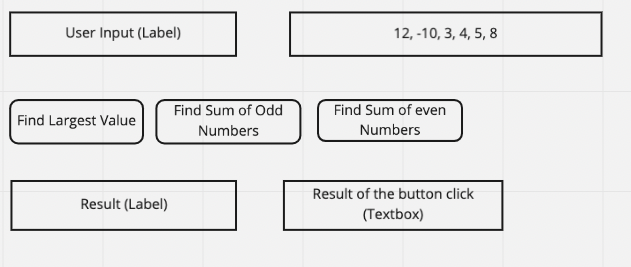 User Input (Label)
12, -10, 3, 4, 5, 8
Find Largest Value
Find Sum of Odd
Numbers
Find Sum of even
Numbers
Result (Label)
Result of the button click
(Textbox)